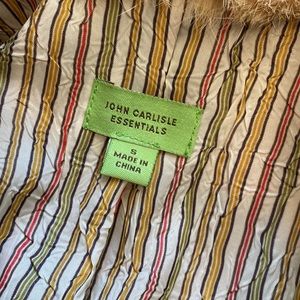 JOHN CARLISLE
ESSENTIALS
S
MADE IN
CHINA